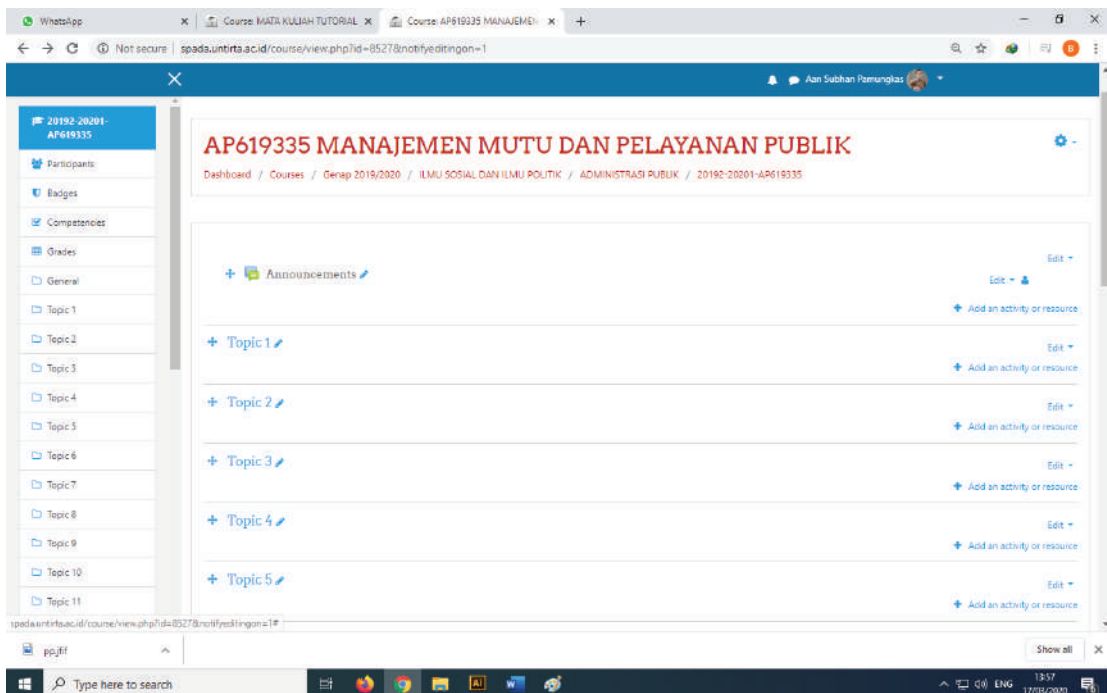 WhatsApp
Course: MATA KULIAH TUTORIAL
Course: AP619335 MANAJEMEN
Not secure spada.untirta.ac.id/course/view.php?id=8527&notifyeditingon=1
Aan Subhan Pamungkas
20192-20201-
AP619335
Participants
Badges
Competencies
Grades
General
Topic 1
Topic 2
Topic 3
Topic 4
Topic 5
Topic 6
Topic 7
Topic 8
Topic 9
Topic 10
Topic 11
AP619335 MANAJEMEN MUTU DAN PELAYANAN PUBLIK
Dashboard / Courses / Genap 2019/2020 / ILMU SOSIAL DAN ILMU POLITIK / ADMINISTRASI PUBLIK / 20192-20201-AP619335
Edit
Announcements
Edit
Add an activity or resource
Topic 1
Edit
Add an activity or resource
Topic 2
Edit
Add an activity or resource
Topic 3
Edit
Add an activity or resource
Topic 4
Edit
Add an activity or resource
Topic 5
Edit
Add an activity or resource
spada.untirta.ac.id/course/view.php?id=8527&notifyeditingon=1#
pp.jfif
Show all
Type here to search
ENG
13:57
17/03/2020